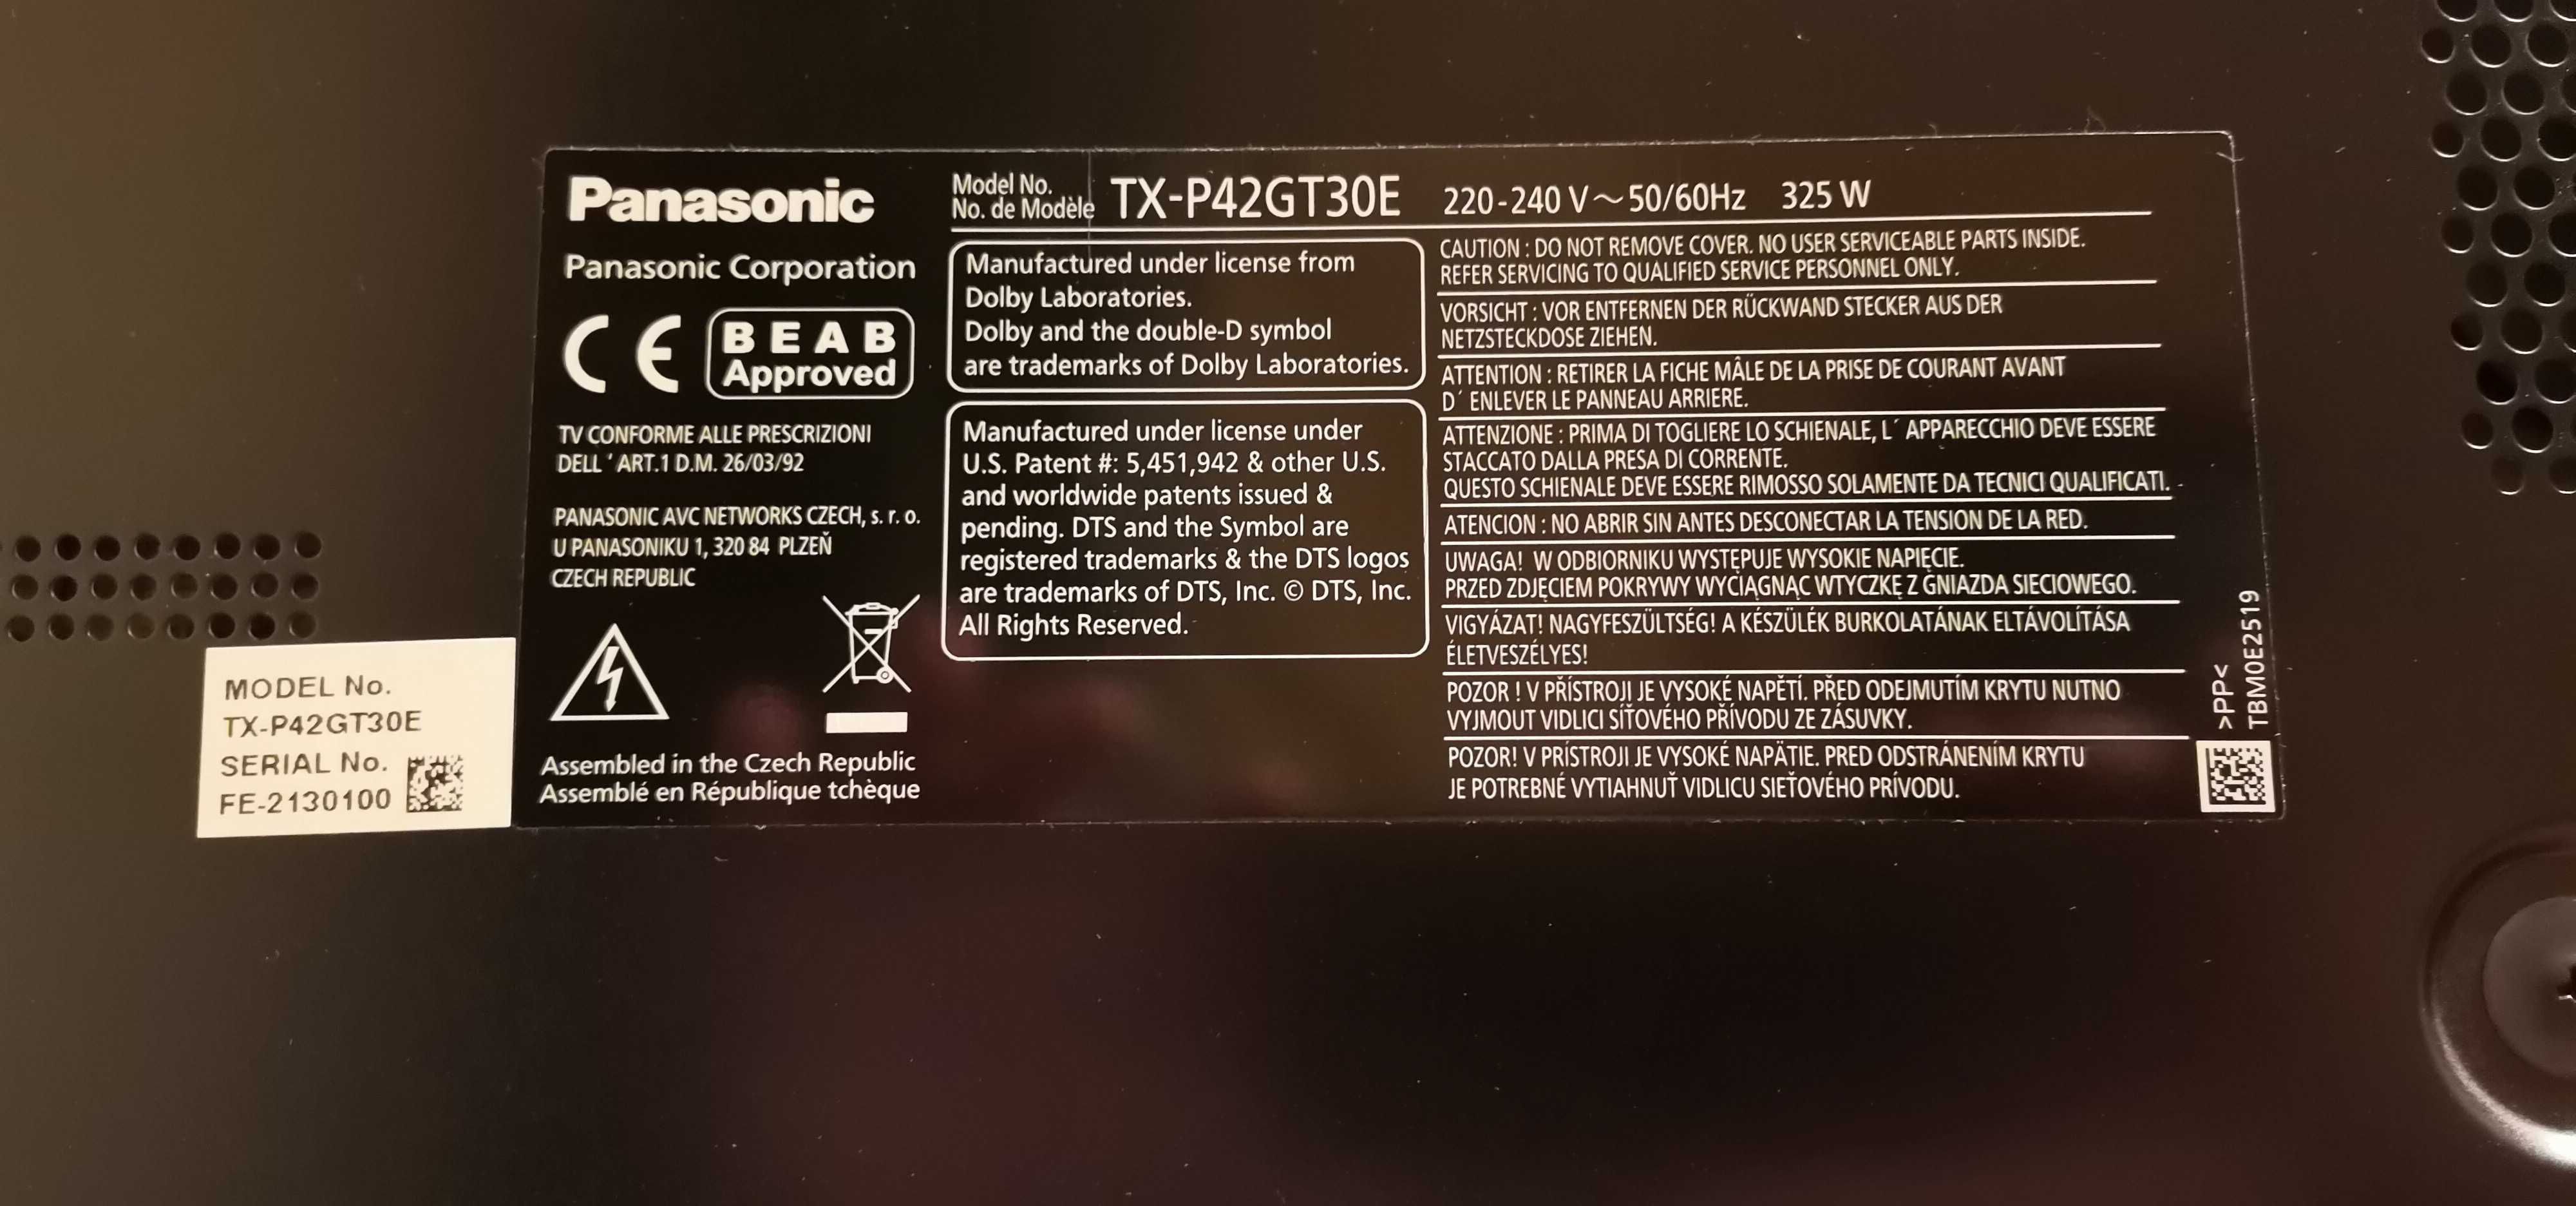 Panasonic
Panasonic Corporation
CE
BEAB
Approved
TV CONFORME ALLE PRESCRIZIONI
DELL ' ART.1 D.M. 26/03/92
PANASONIC AVC NETWORKS CZECH, s. r. o.
U PANASONIKU 1, 320 84 PLZEŇ
CZECH REPUBLIC
Assembled in the Czech Republic
Assemblé en République tchèque
Model No.
No. de Modèle
TX-P42GT30E
220-240 V~50/60Hz 325 W
Manufactured under license from
Dolby Laboratories.
Dolby and the double-D symbol
are trademarks of Dolby Laboratories.
Manufactured under license under
U.S. Patent #: 5,451,942 & other U.S.
and worldwide patents issued &
pending. DTS and the Symbol are
registered trademarks & the DTS logos
are trademarks of DTS, Inc. © DTS, Inc.
All Rights Reserved.
CAUTION : DO NOT REMOVE COVER. NO USER SERVICEABLE PARTS INSIDE.
REFER SERVICING TO QUALIFIED SERVICE PERSONNEL ONLY.
VORSICHT : VOR ENTFERNEN DER RÜCKWAND STECKER AUS DER
NETZSTECKDOSE ZIEHEN.
ATTENTION : RETIRER LA FICHE MÂLE DE LA PRISE DE COURANT AVANT
D´ ENLEVER LE PANNEAU ARRIERE.
ATTENZIONE : PRIMA DI TOGLIERE LO SCHIENALE, L´ APPARECCHIO DEVE ESSERE
STACCATO DALLA PRESA DI CORRENTE.
QUESTO SCHIENALE DEVE ESSERE RIMOSSO SOLAMENTE DA TECNICI QUALIFICATI.
ATENCION : NO ABRIR SIN ANTES DESCONECTAR LA TENSION DE LA RED.
UWAGA! W ODBIORNIKU WYSTĘPUJE WYSOKIE NAPIĘCIE.
PRZED ZDJĘCIEM POKRYWY WYCIĄGNĄĆ WTYCZKĘ Z GNIAZDA SIECIOWEGO.
VIGYÁZAT! NAGYFESZÜLTSÉG! A KÉSZÜLÉK BURKOLATÁNAK ELTÁVOLÍTÁSA
ÉLETVESZÉLYES!
POZOR ! V PŘÍSTROJI JE VYSOKÉ NAPĚTÍ. PŘED ODEJMUTÍM KRYTU NUTNO
VYJMOUT VIDLICI SÍŤOVÉHO PŘÍVODU ZE ZÁSUVKY.
POZOR! V PRÍSTROJI JE VYSOKÉ NAPÄTIE. PRED ODSTRÁNENÍM KRYTU
JE POTREBNÉ VYTIAHNUŤ VIDLICU SIEŤOVÉHO PRÍVODU.
>PP<
TBM0E2519
MODEL No.
TX-P42GT30E
SERIAL No.
FE-2130100